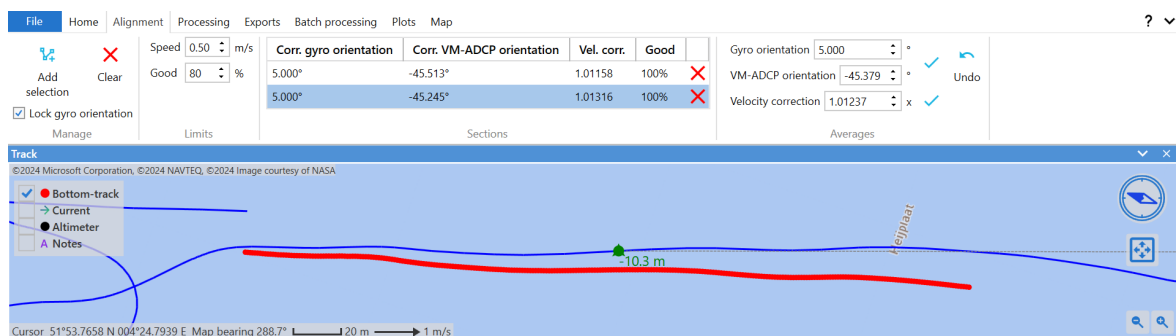 File Home Alignment Processing Exports Batch processing Plots Map ?
Add selection
Clear
Lock gyro orientation
Manage
Speed 0.50 m/s
Good 80 %
Limits
Corr. gyro orientation Corr. VM-ADCP orientation Vel. corr. Good
5.000° -45.513° 1.01158 100%
5.000° -45.245° 1.01316 100%
Sections
Gyro orientation 5.000 °
VM-ADCP orientation -45.379 °
Velocity correction 1.01237 x
Undo
Averages
Track
©2024 Microsoft Corporation, ©2024 NAVTEQ, ©2024 Image courtesy of NASA
Bottom-track
Current
Altimeter
A Notes
-10.3 m
Heijplaat
Cursor 51°53.7658 N 004°24.7939 E Map bearing 288.7° 20 m 1 m/s